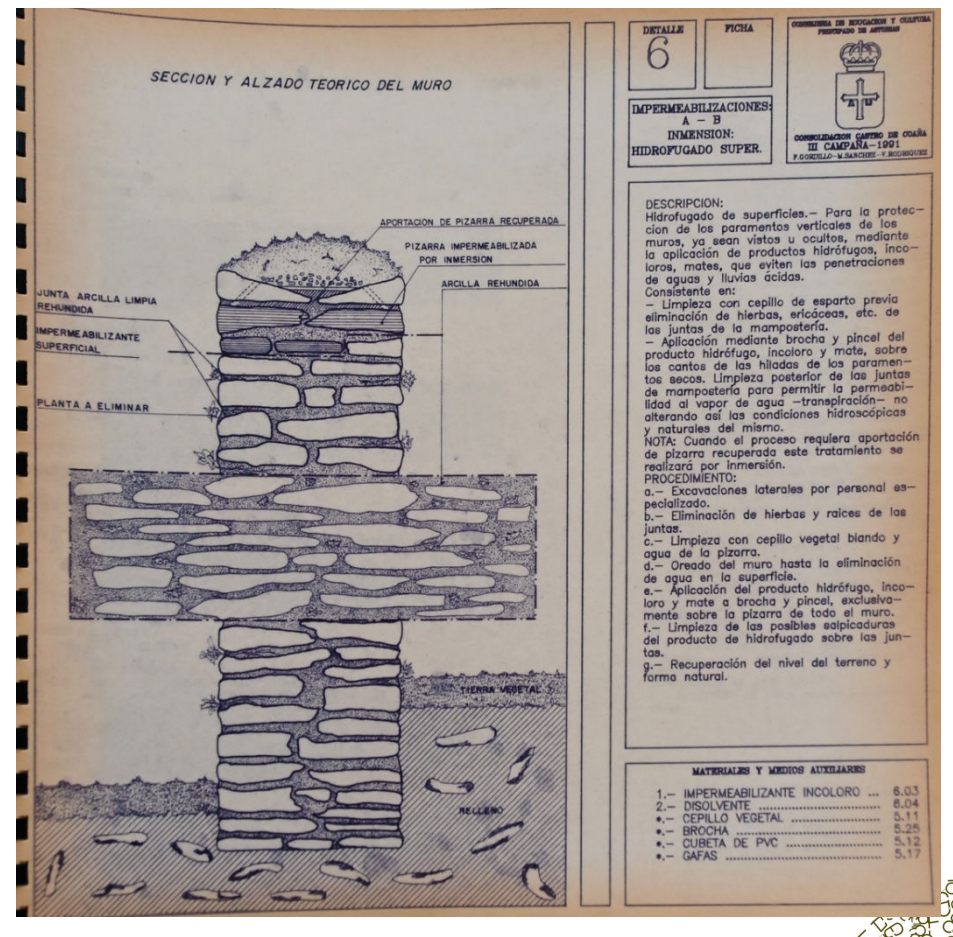 SECCION Y ALZADO TEORICO DEL MURO
APORTACION DE PIZARRA RECUPERADA
PIZARRA IMPERMEABILIZADA
POR INMERSION
ARCILLA REHUNDIDA
JUNTA ARCILLA LIMPIA
REHUNDIDA
IMPERMEABILIZANTE
SUPERFICIAL
PLANTA A ELIMINAR
TIERRA VEGETAL
RELLENO
DETALLE
6
FICHA
CONSEJERIA DE EDUCACION Y CULTURA
PRINCIPADO DE ASTURIAS
CONSOLIDACION CASTRO DE COAÑA
III CAMPAÑA-1991
F.GORDILLO-M.SANCHEZ-V.RODRIGUEZ
IMPERMEABILIZACIONES:
A - B
INMENSION:
HIDROFUGADO SUPER.
DESCRIPCION:
Hidrofugado de superficies.- Para la protec-
cion de los paramentos verticales de los
muros, ya sean vistos u ocultos, mediante
la aplicación de productos hidrófugos, inco-
loros, mates, que eviten las penetraciones
de aguas y lluvias ácidas.
Consistente en:
- Limpieza con cepillo de esparto previa
eliminación de hierbas, ericáceas, etc. de
las juntas de la mampostería.
- Aplicación mediante brocha y pincel del
producto hidrófugo, incoloro y mate, sobre
los cantos de las hiladas de los paramen-
tos secos. Limpieza posterior de las juntas
de mampostería para permitir la permeabi-
lidad al vapor de agua -transpiración- no
alterando así las condiciones hidroscópicas
y naturales del mismo.
NOTA: Cuando el proceso requiera aportación
de pizarra recuperada este tratamiento se
realizará por inmersión.
PROCEDIMIENTO:
a.- Excavaciones laterales por personal es-
pecializado.
b.- Eliminación de hierbas y raices de las
juntas.
c.- Limpieza con cepillo vegetal blando y
agua de la pizarra.
d.- Oreado del muro hasta la eliminación
de agua en la superficie.
e.- Aplicación del producto hidrófugo, inco-
loro y mate a brocha y pincel, exclusiva-
mente sobre la pizarra de todo el muro.
f.- Limpieza de las posibles salpicaduras
del producto de hidrofugado sobre las jun-
tas.
g.- Recuperación del nivel del terreno y
forma natural.
MATERIALES Y MEDIOS AUXILIARES
1.- IMPERMEABILIZANTE INCOLORO ... 6.03
2.- DISOLVENTE ........................ 6.04
*.- CEPILLO VEGETAL .................. 5.11
*.- BROCHA ............................ 5.25
*.- CUBETA DE PVC ................... 5.12
*.- GAFAS .............................. 5.17